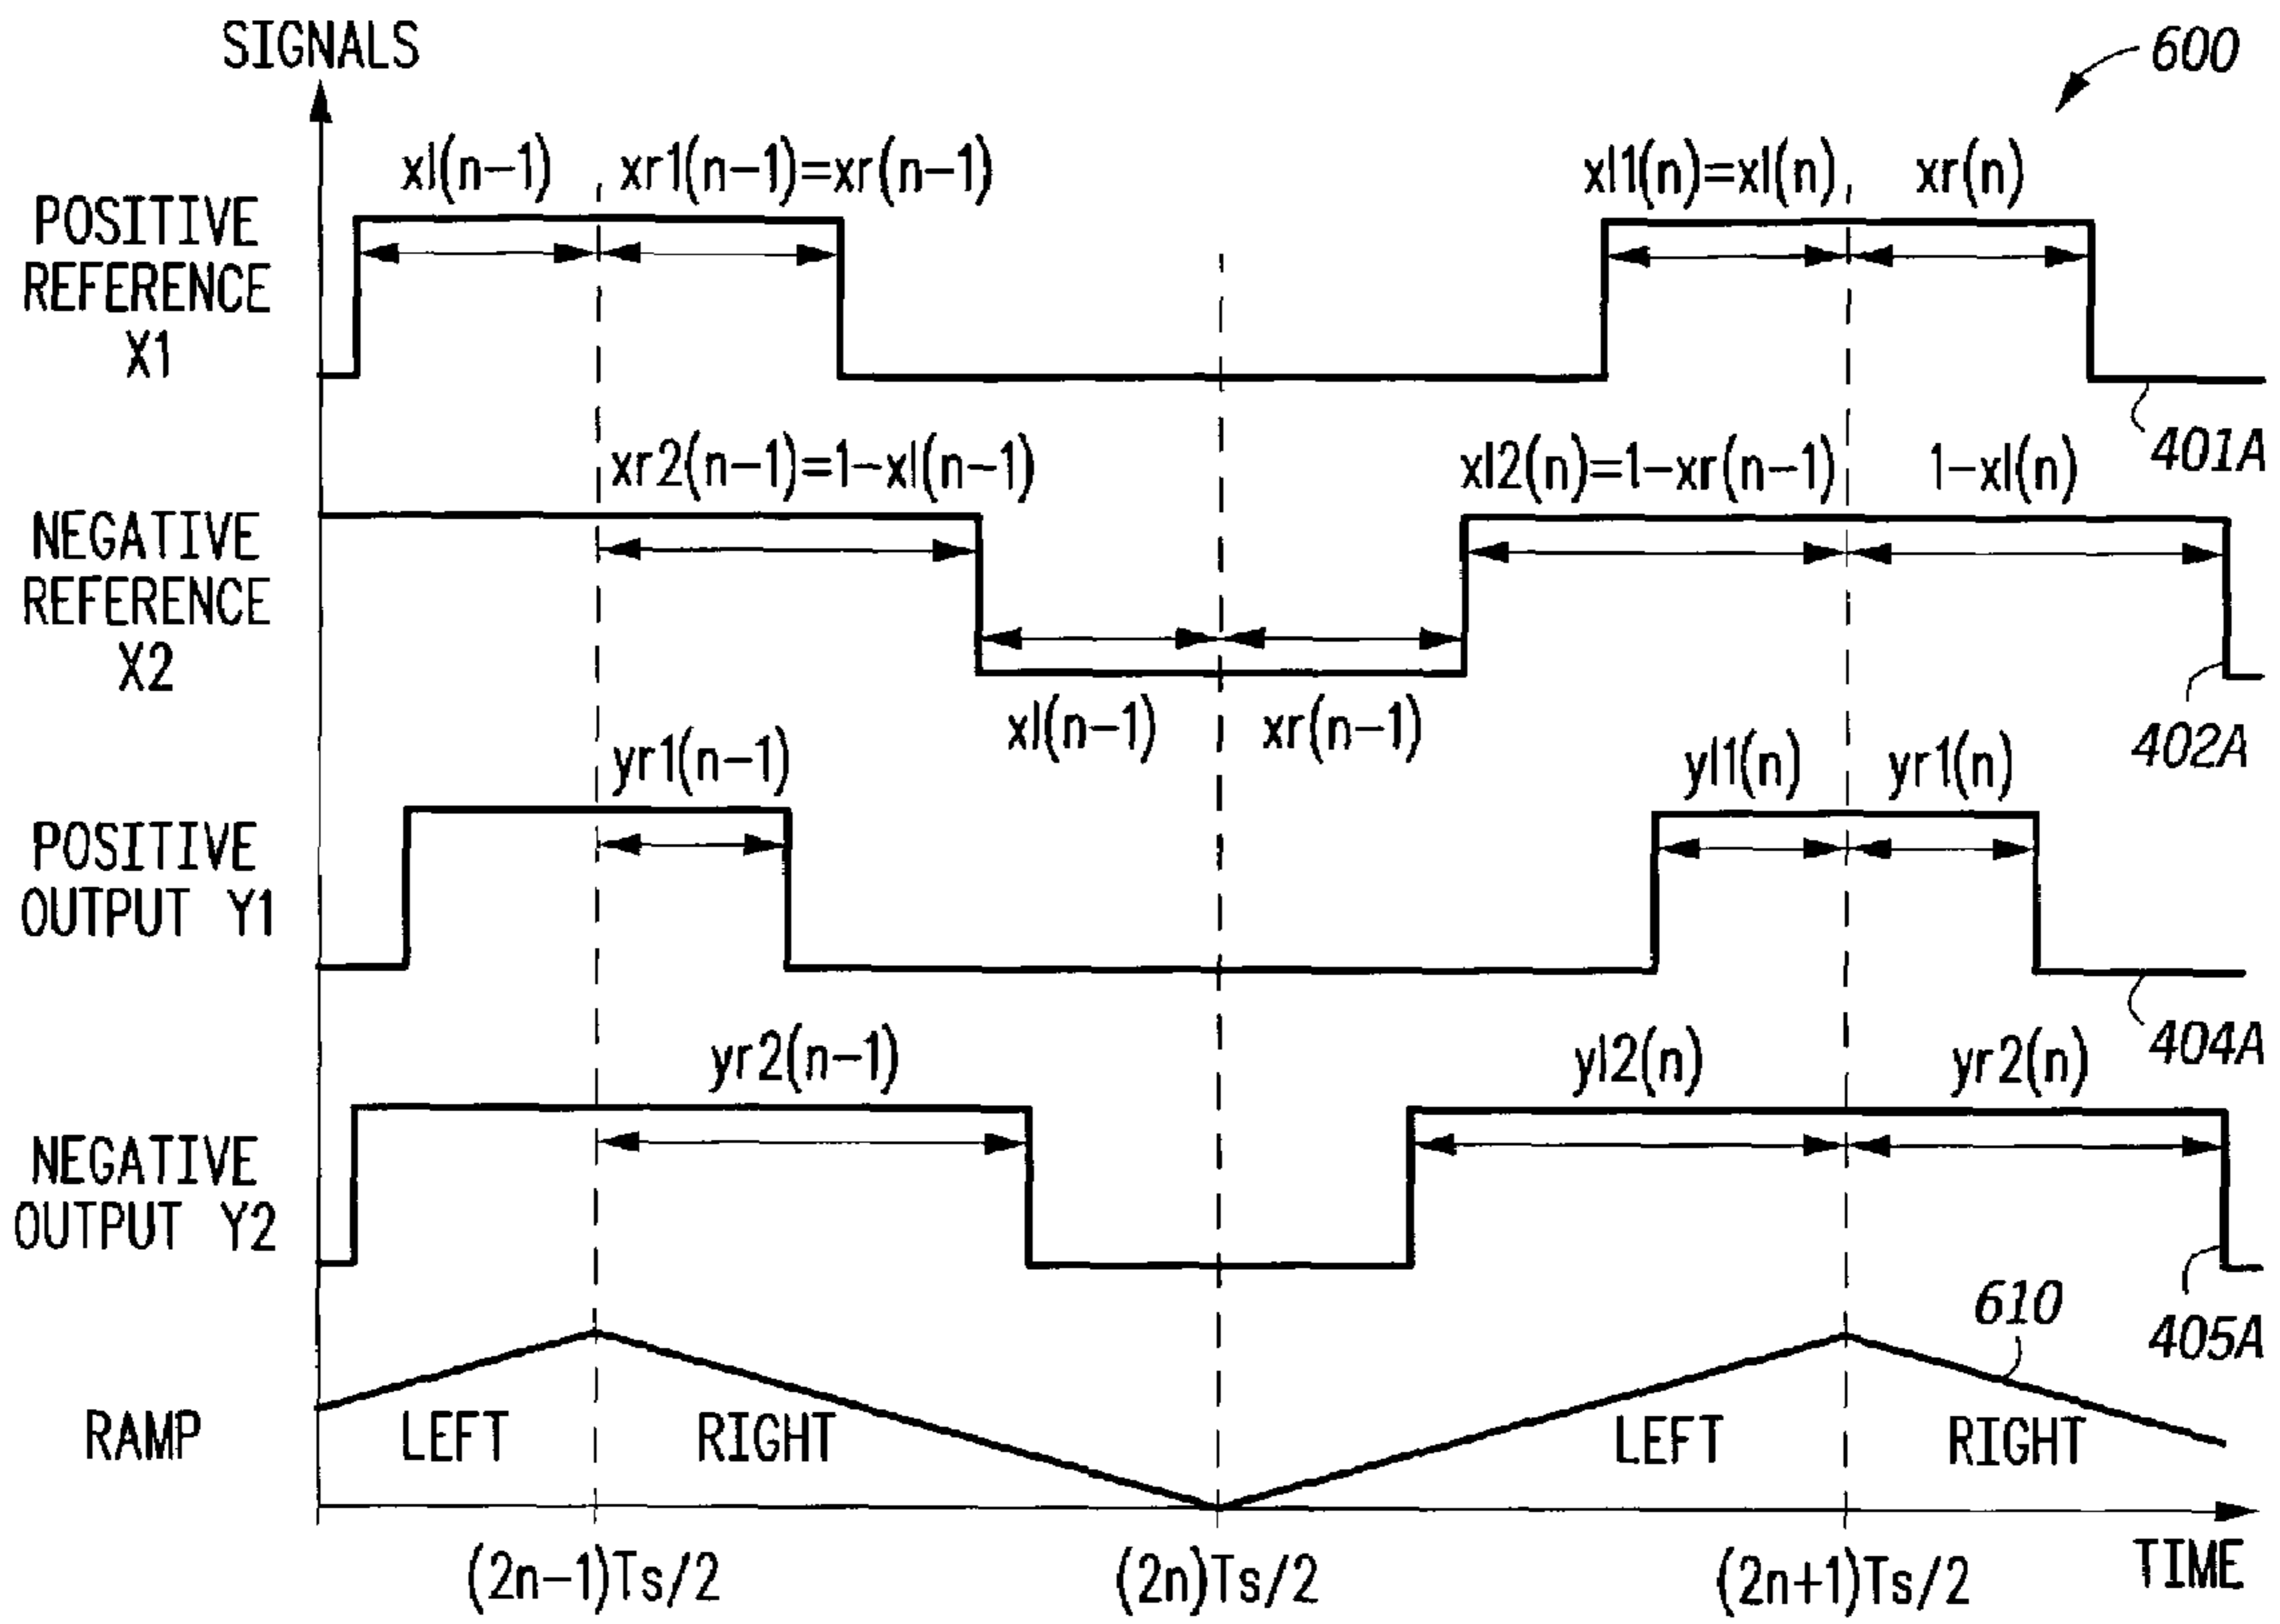 SIGNALS
600
xl(n-1)
xr1(n-1)=xr(n-1)
xl1(n)=xl(n)
xr(n)
POSITIVE
REFERENCE
X1
401A
xr2(n-1)=1-xl(n-1)
xl2(n)=1-xr(n-1)
1-xl(n)
NEGATIVE
REFERENCE
X2
xl(n-1)
xr(n-1)
402A
yr1(n-1)
yl1(n)
yr1(n)
POSITIVE
OUTPUT Y1
404A
yr2(n-1)
yl2(n)
yr2(n)
NEGATIVE
OUTPUT Y2
405A
610
RAMP
LEFT
RIGHT
LEFT
RIGHT
(2n-1)Ts/2
(2n)Ts/2
(2n+1)Ts/2
TIME